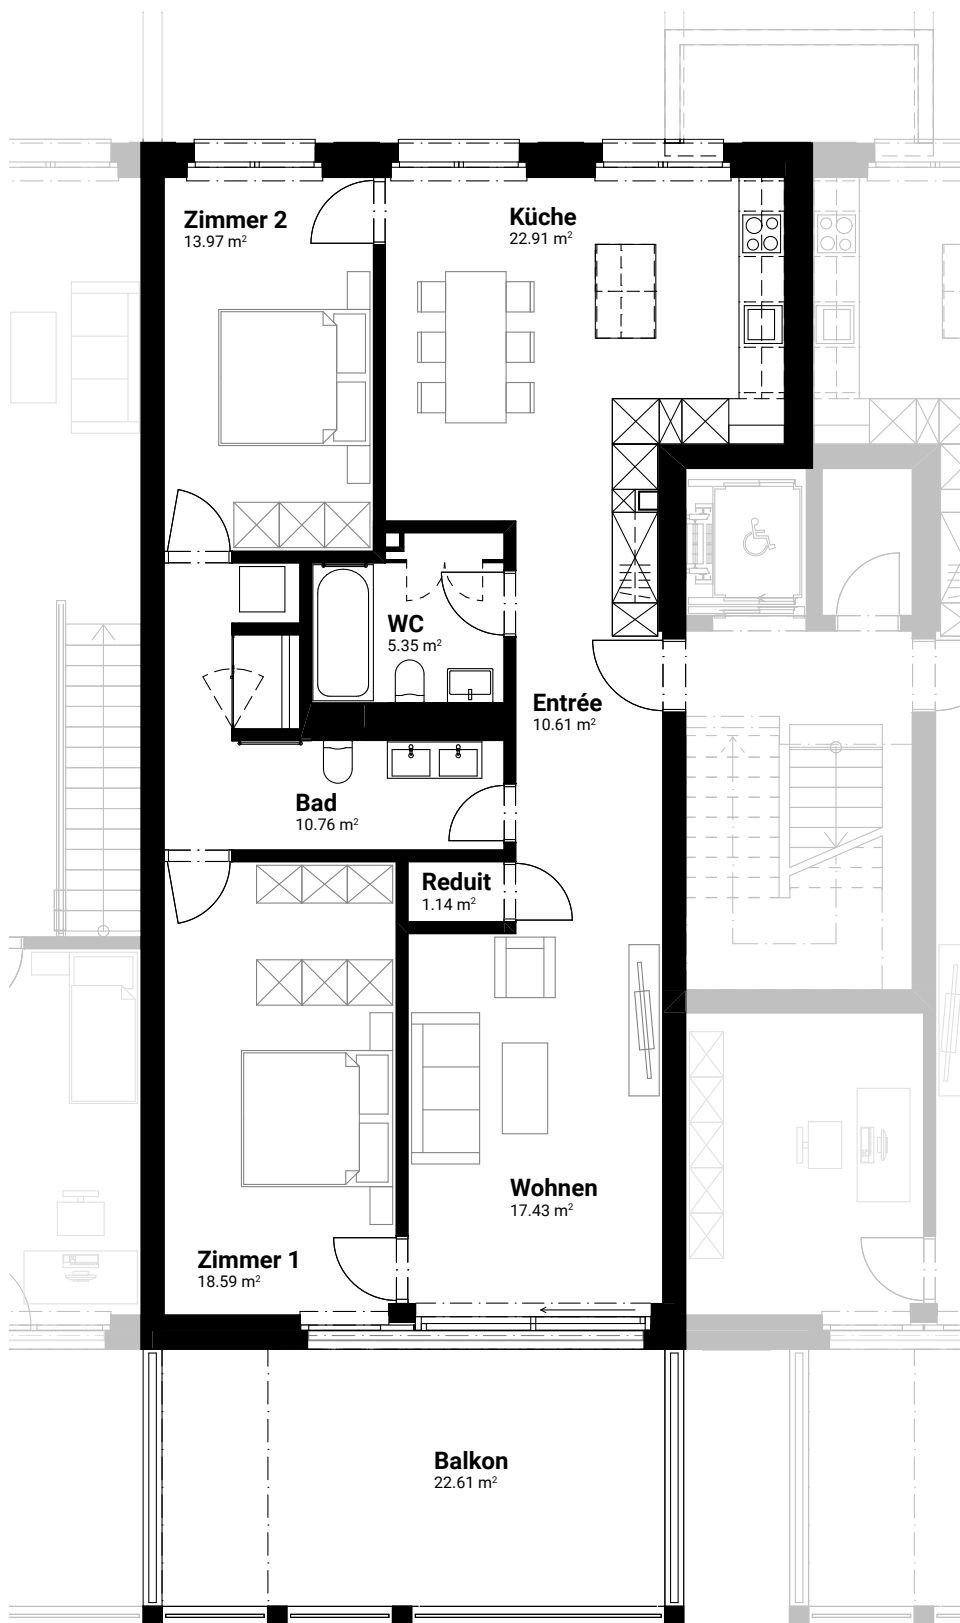 Zimmer 2
13.97 m²
Küche
22.91 m²
WC
5.35 m²
Entrée
10.61 m²
Bad
10.76 m²
Reduit
1.14 m²
Wohnen
17.43 m²
Zimmer 1
18.59 m²
Balkon
22.61 m²